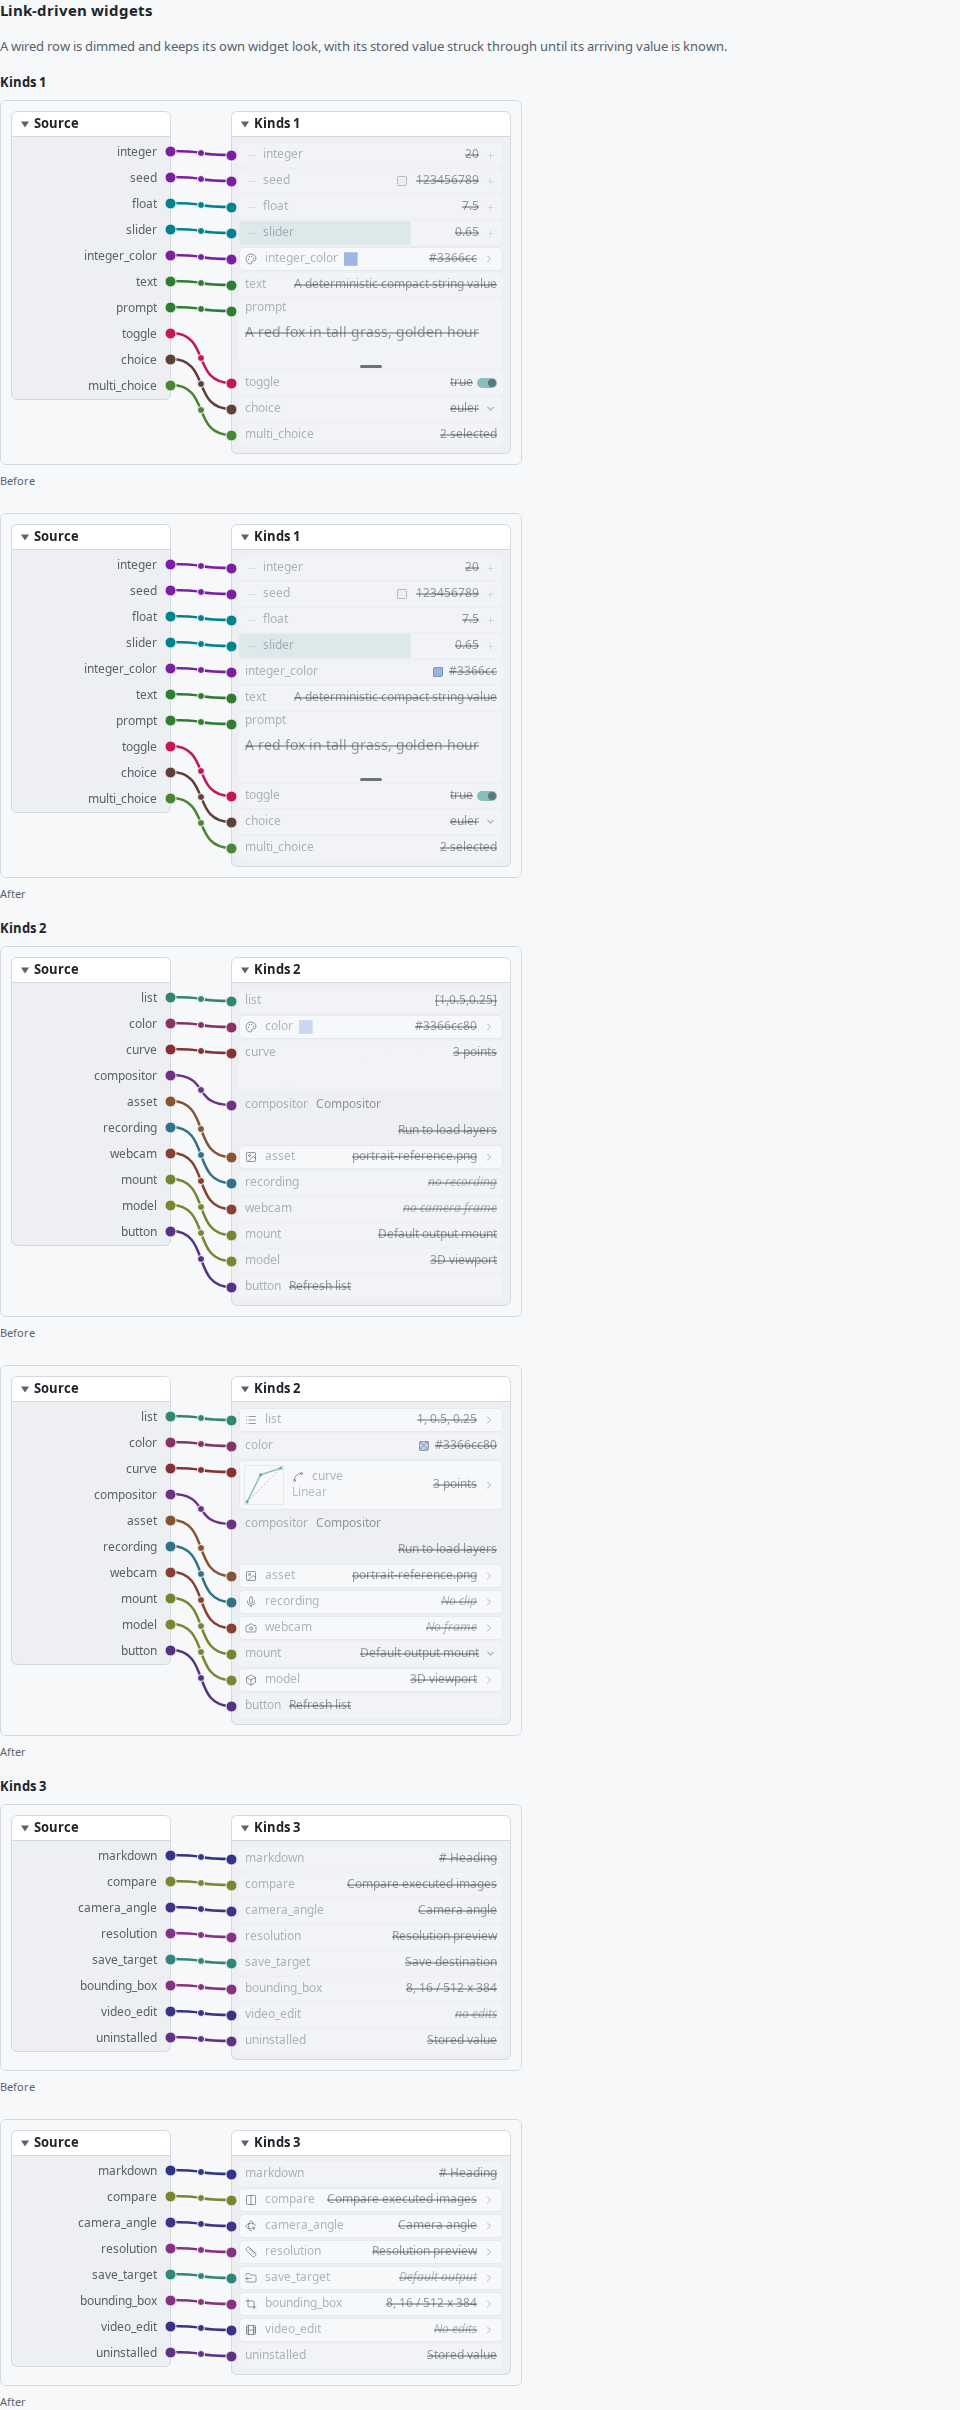 Link-driven widgets
A wired row is dimmed and keeps its own widget look, with its stored value struck through until its arriving value is known.
Kinds 1
Source
Kinds 1
integer
integer 20
seed
seed 123456789
float
float 7.5
slider
slider 0.65
integer_color
integer_color #3366cc
text
text A deterministic compact string value
prompt
prompt
A red fox in tall grass, golden hour
toggle
toggle true
choice
choice euler
multi_choice
multi_choice 2 selected
Before
Source
Kinds 1
integer
integer 20
seed
seed 123456789
float
float 7.5
slider
slider 0.65
integer_color
integer_color #3366cc
text
text A deterministic compact string value
prompt
prompt
A red fox in tall grass, golden hour
toggle
toggle true
choice
choice euler
multi_choice
multi_choice 2 selected
After
Kinds 2
Source
Kinds 2
list
list [1,0.5,0.25]
color
color #3366cc80
curve
curve 3 points
compositor
compositor Compositor
asset
Run to load layers
recording
asset portrait-reference.png
webcam
recording no recording
mount
webcam no camera frame
model
mount Default output mount
button
model 3D viewport
button Refresh list
Before
Source
Kinds 2
list
list 1, 0.5, 0.25
color
color #3366cc80
curve
curve 3 points
Linear
compositor
compositor Compositor
asset
Run to load layers
recording
asset portrait-reference.png
webcam
recording No clip
mount
webcam No frame
model
mount Default output mount
button
model 3D viewport
button Refresh list
After
Kinds 3
Source
Kinds 3
markdown
markdown # Heading
compare
compare Compare executed images
camera_angle
camera_angle Camera angle
resolution
resolution Resolution preview
save_target
save_target Save destination
bounding_box
bounding_box 8, 16 / 512 x 384
video_edit
video_edit no edits
uninstalled
uninstalled Stored value
Before
Source
Kinds 3
markdown
markdown # Heading
compare
compare Compare executed images
camera_angle
camera_angle Camera angle
resolution
resolution Resolution preview
save_target
save_target Default output
bounding_box
bounding_box 8, 16 / 512 x 384
video_edit
video_edit No edits
uninstalled
uninstalled Stored value
After